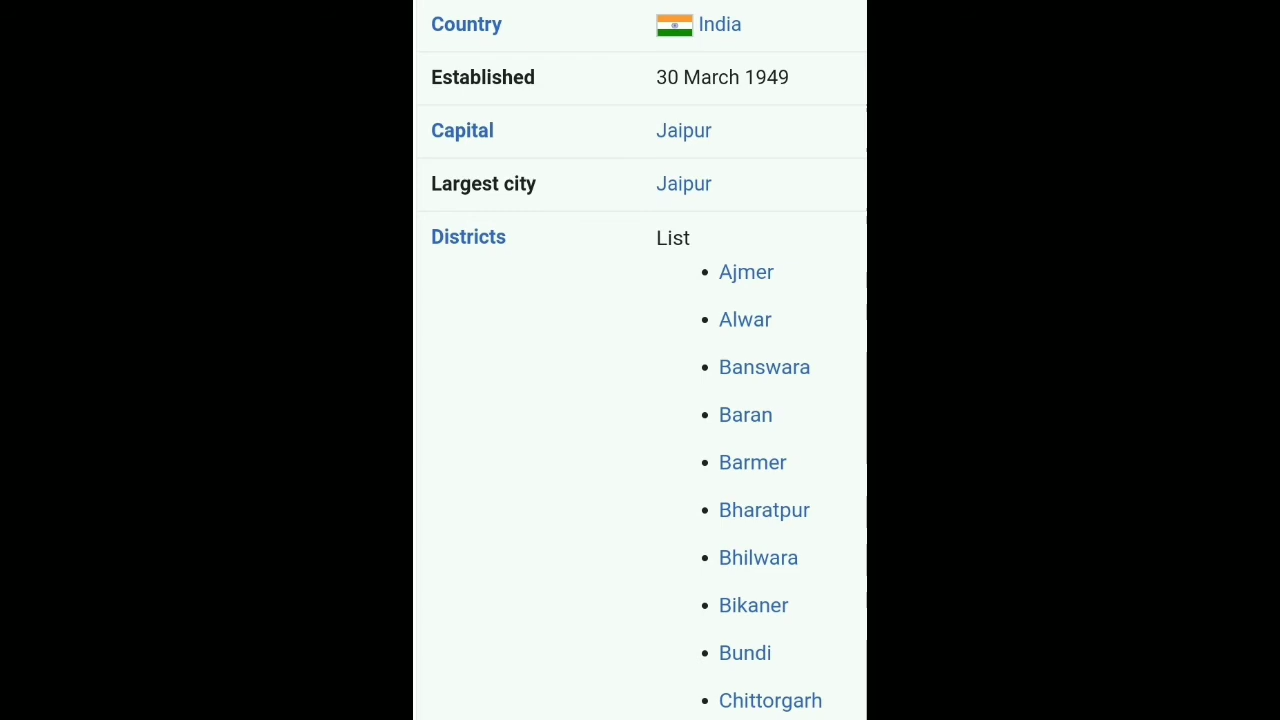 Country India
Established 30 March 1949
Capital Jaipur
Largest city Jaipur
Districts List
• Ajmer
• Alwar
• Banswara
• Baran
• Barmer
• Bharatpur
• Bhilwara
• Bikaner
• Bundi
• Chittorgarh